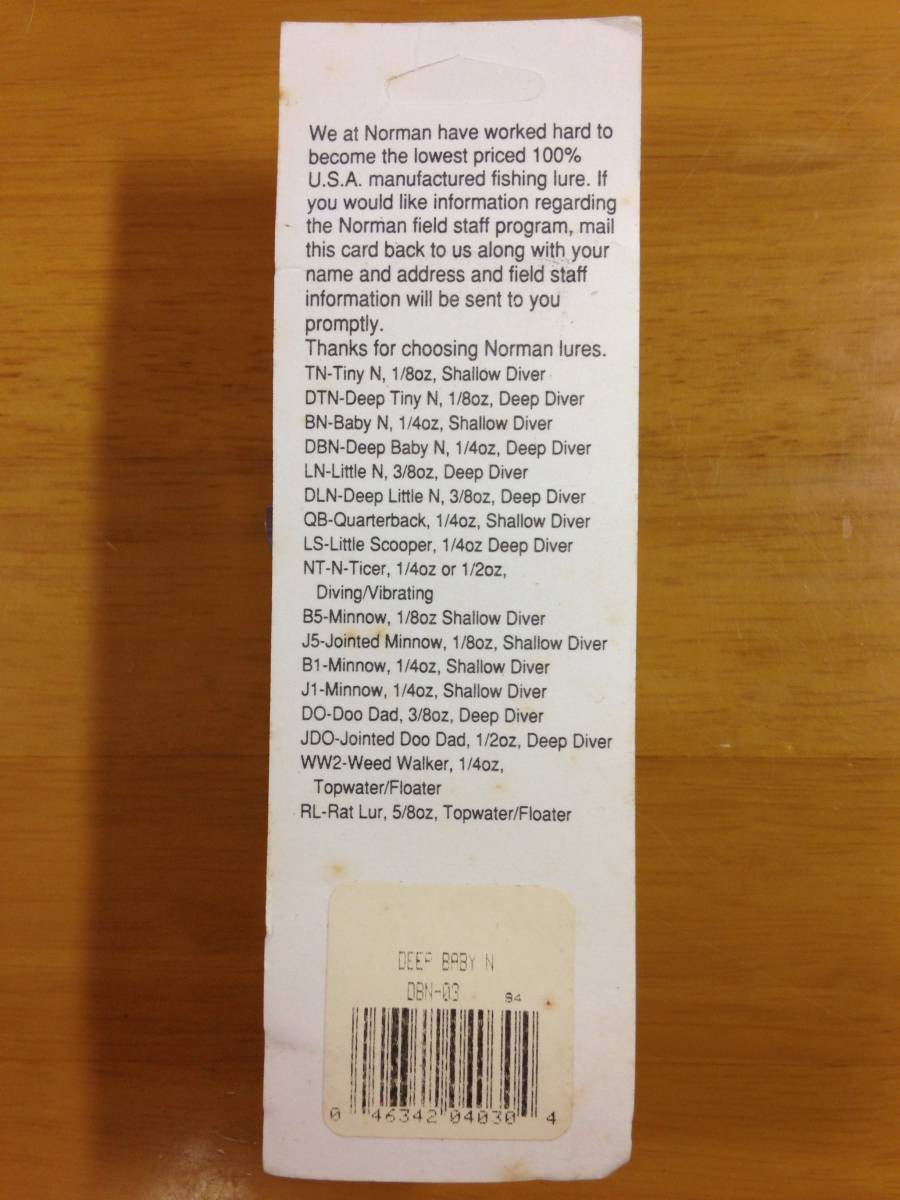 We at Norman have worked hard to
become the lowest priced 100%
U.S.A. manufactured fishing lure. If
you would like information regarding
the Norman field staff program, mail
this card back to us along with your
name and address and field staff
information will be sent to you
promptly.
Thanks for choosing Norman lures.
TN-Tiny N, 1/8oz, Shallow Diver
DTN-Deep Tiny N, 1/8oz, Deep Diver
BN-Baby N, 1/4oz, Shallow Diver
DBN-Deep Baby N, 1/4oz, Deep Diver
LN-Little N, 3/8oz, Deep Diver
DLN-Deep Little N, 3/8oz, Deep Diver
QB-Quarterback, 1/4oz, Shallow Diver
LS-Little Scooper, 1/4oz Deep Diver
NT-N-Ticer, 1/4oz or 1/2oz,
Diving/Vibrating
B5-Minnow, 1/8oz Shallow Diver
J5-Jointed Minnow, 1/8oz, Shallow Diver
B1-Minnow, 1/4oz, Shallow Diver
J1-Minnow, 1/4oz, Shallow Diver
DO-Doo Dad, 3/8oz, Deep Diver
JDO-Jointed Doo Dad, 1/2oz, Deep Diver
WW2-Weed Walker, 1/4oz,
Topwater/Floater
RL-Rat Lur, 5/8oz, Topwater/Floater
DEEP BABY N
DBN-03 94
0 46342 04030 4